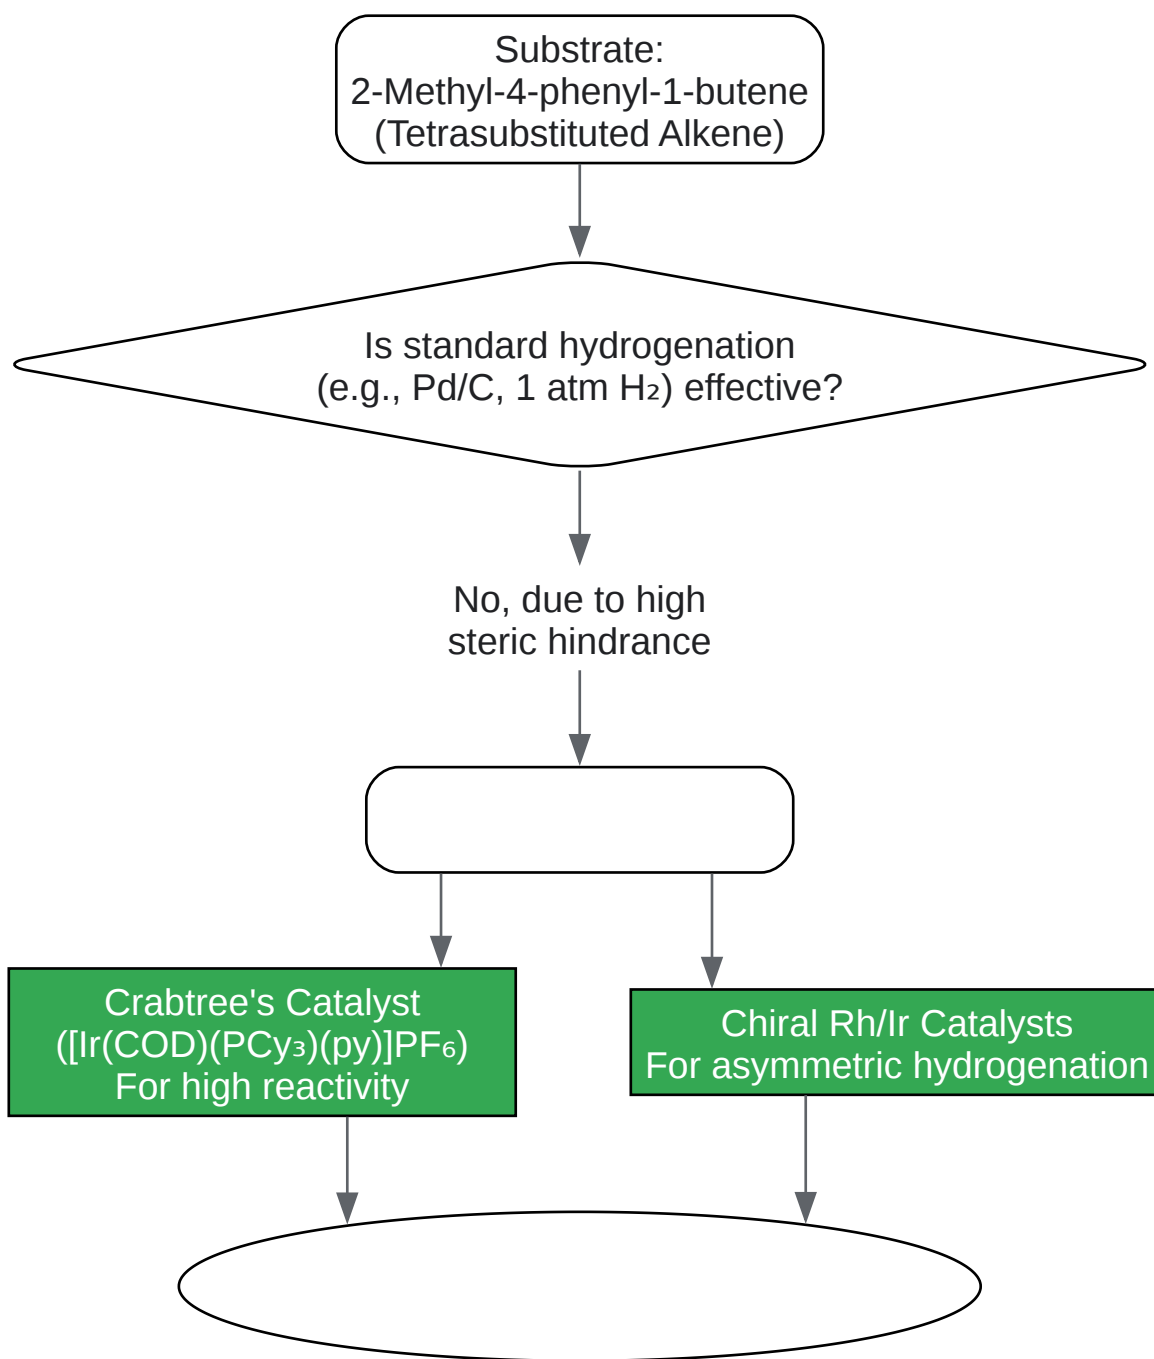 Substrate:
2-Methyl-4-phenyl-1-butene
(Tetrasubstituted Alkene)
Is standard hydrogenation
(e.g., Pd/C, 1 atm H₂) effective?
No, due to high
steric hindrance
Crabtree's Catalyst
([Ir(COD)(PCy₃)(py)]PF₆)
For high reactivity
Chiral Rh/Ir Catalysts
For asymmetric hydrogenation